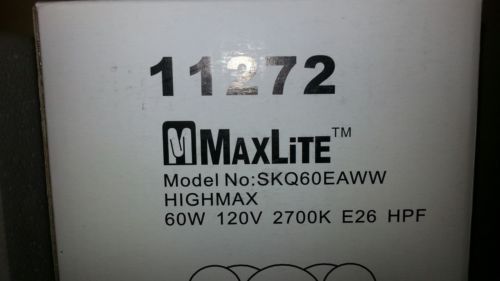 11272
MAXLITE™
Model No:SKQ60EAWW
HIGHMAX
60W 120V 2700K E26 HPF